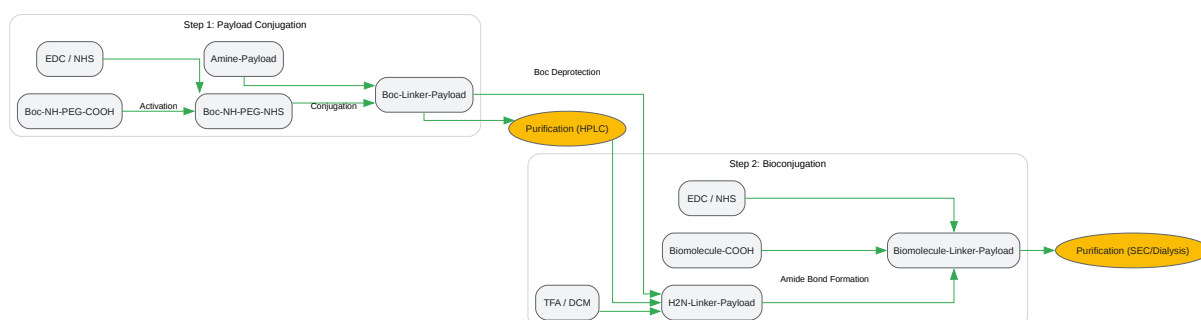 Step 1: Payload Conjugation
EDC / NHS
Amine-Payload
Boc-NH-PEG-COOH
Activation
Boc-NH-PEG-NHS
Conjugation
Boc-Linker-Payload
Boc Deprotection
Purification (HPLC)
Step 2: Bioconjugation
EDC / NHS
Biomolecule-COOH
Biomolecule-Linker-Payload
Purification (SEC/Dialysis)
Amide Bond Formation
TFA / DCM
H2N-Linker-Payload